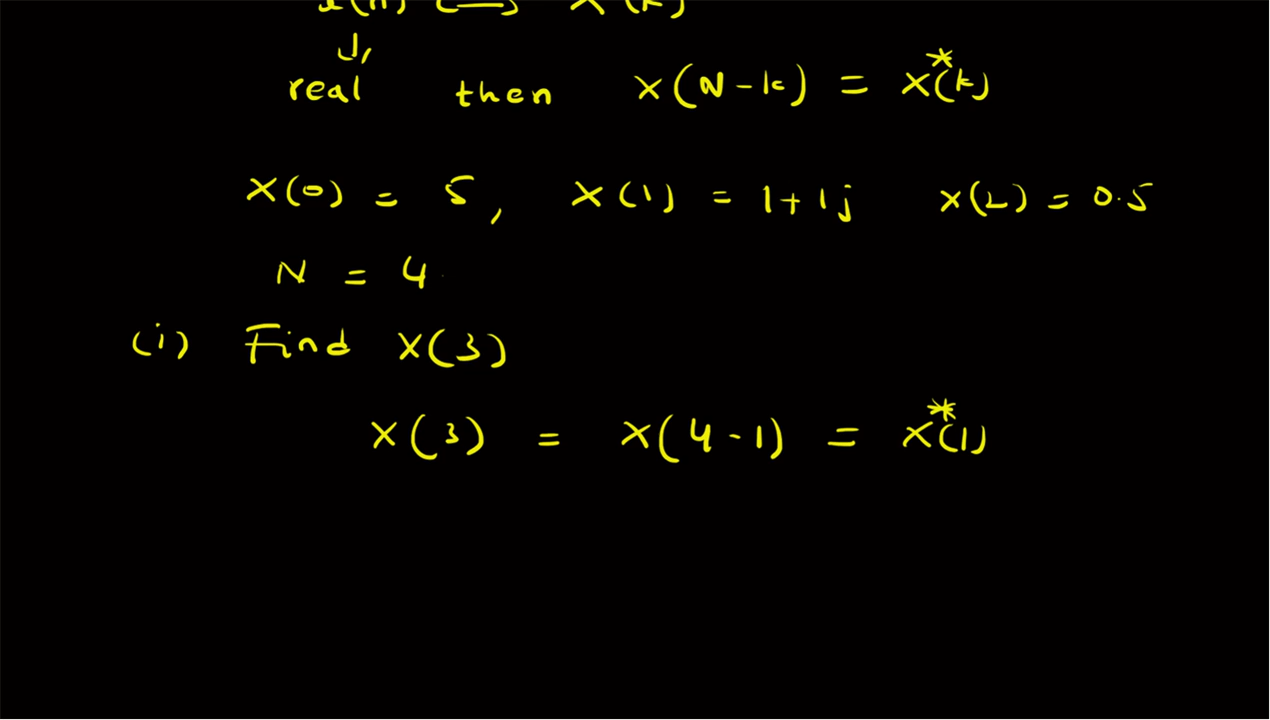 x(n) ⟷ X(k)
↓
real then X(N-k) = X*(k)
X(0) = 5, X(1) = 1+1j X(2) = 0.5
N = 4
(i) Find X(3)
X(3) = X(4-1) = X*(1)